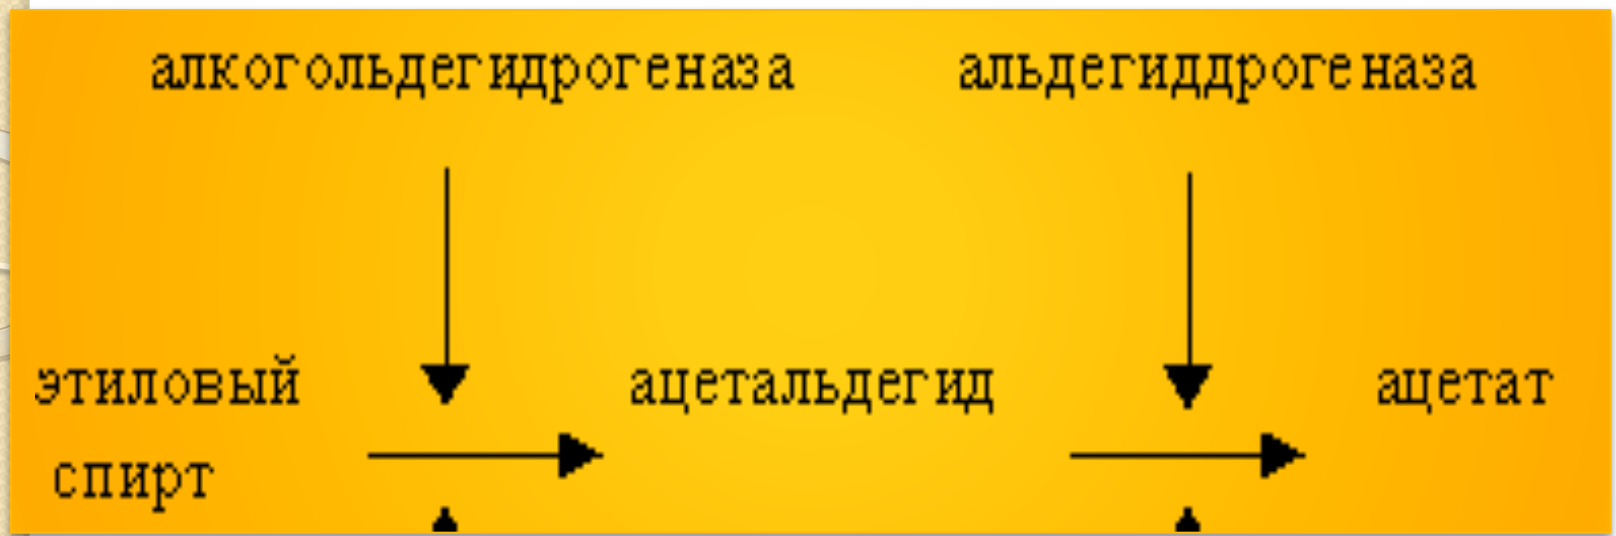 алкогольдегидрогеназа альдегиддрогеназа
этиловый ацетальдегид ацетат
спирт